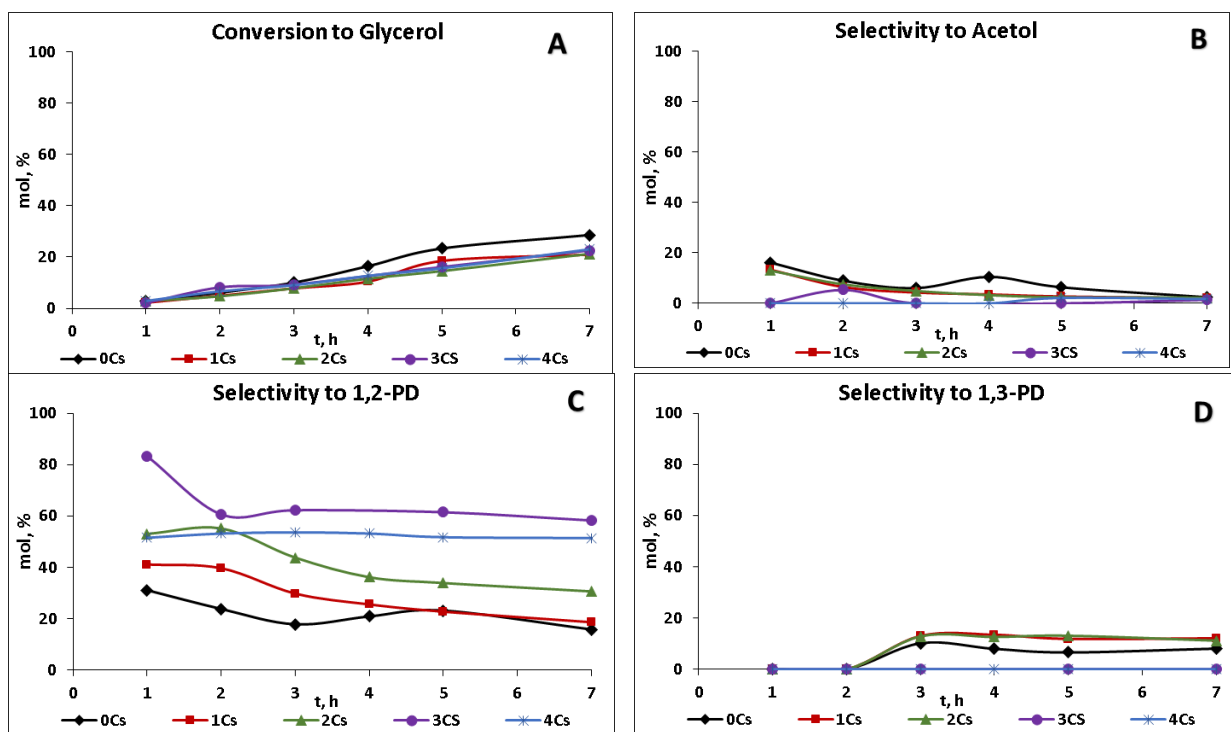 Conversion to Glycerol
A
100
80
60
40
20
0
mol, %
0 1 2 3 4 5 6 7
t, h
0Cs 1Cs 2Cs 3CS 4Cs
Selectivity to Acetol
B
100
80
60
40
20
0
mol, %
0 1 2 3 4 5 6 7
t, h
0Cs 1Cs 2Cs 3CS 4Cs
Selectivity to 1,2-PD
C
100
80
60
40
20
0
mol, %
0 1 2 3 4 5 6 7
t, h
0Cs 1Cs 2Cs 3CS 4Cs
Selectivity to 1,3-PD
D
100
80
60
40
20
0
mol, %
0 1 2 3 4 5 6 7
t, h
0Cs 1Cs 2Cs 3CS 4Cs